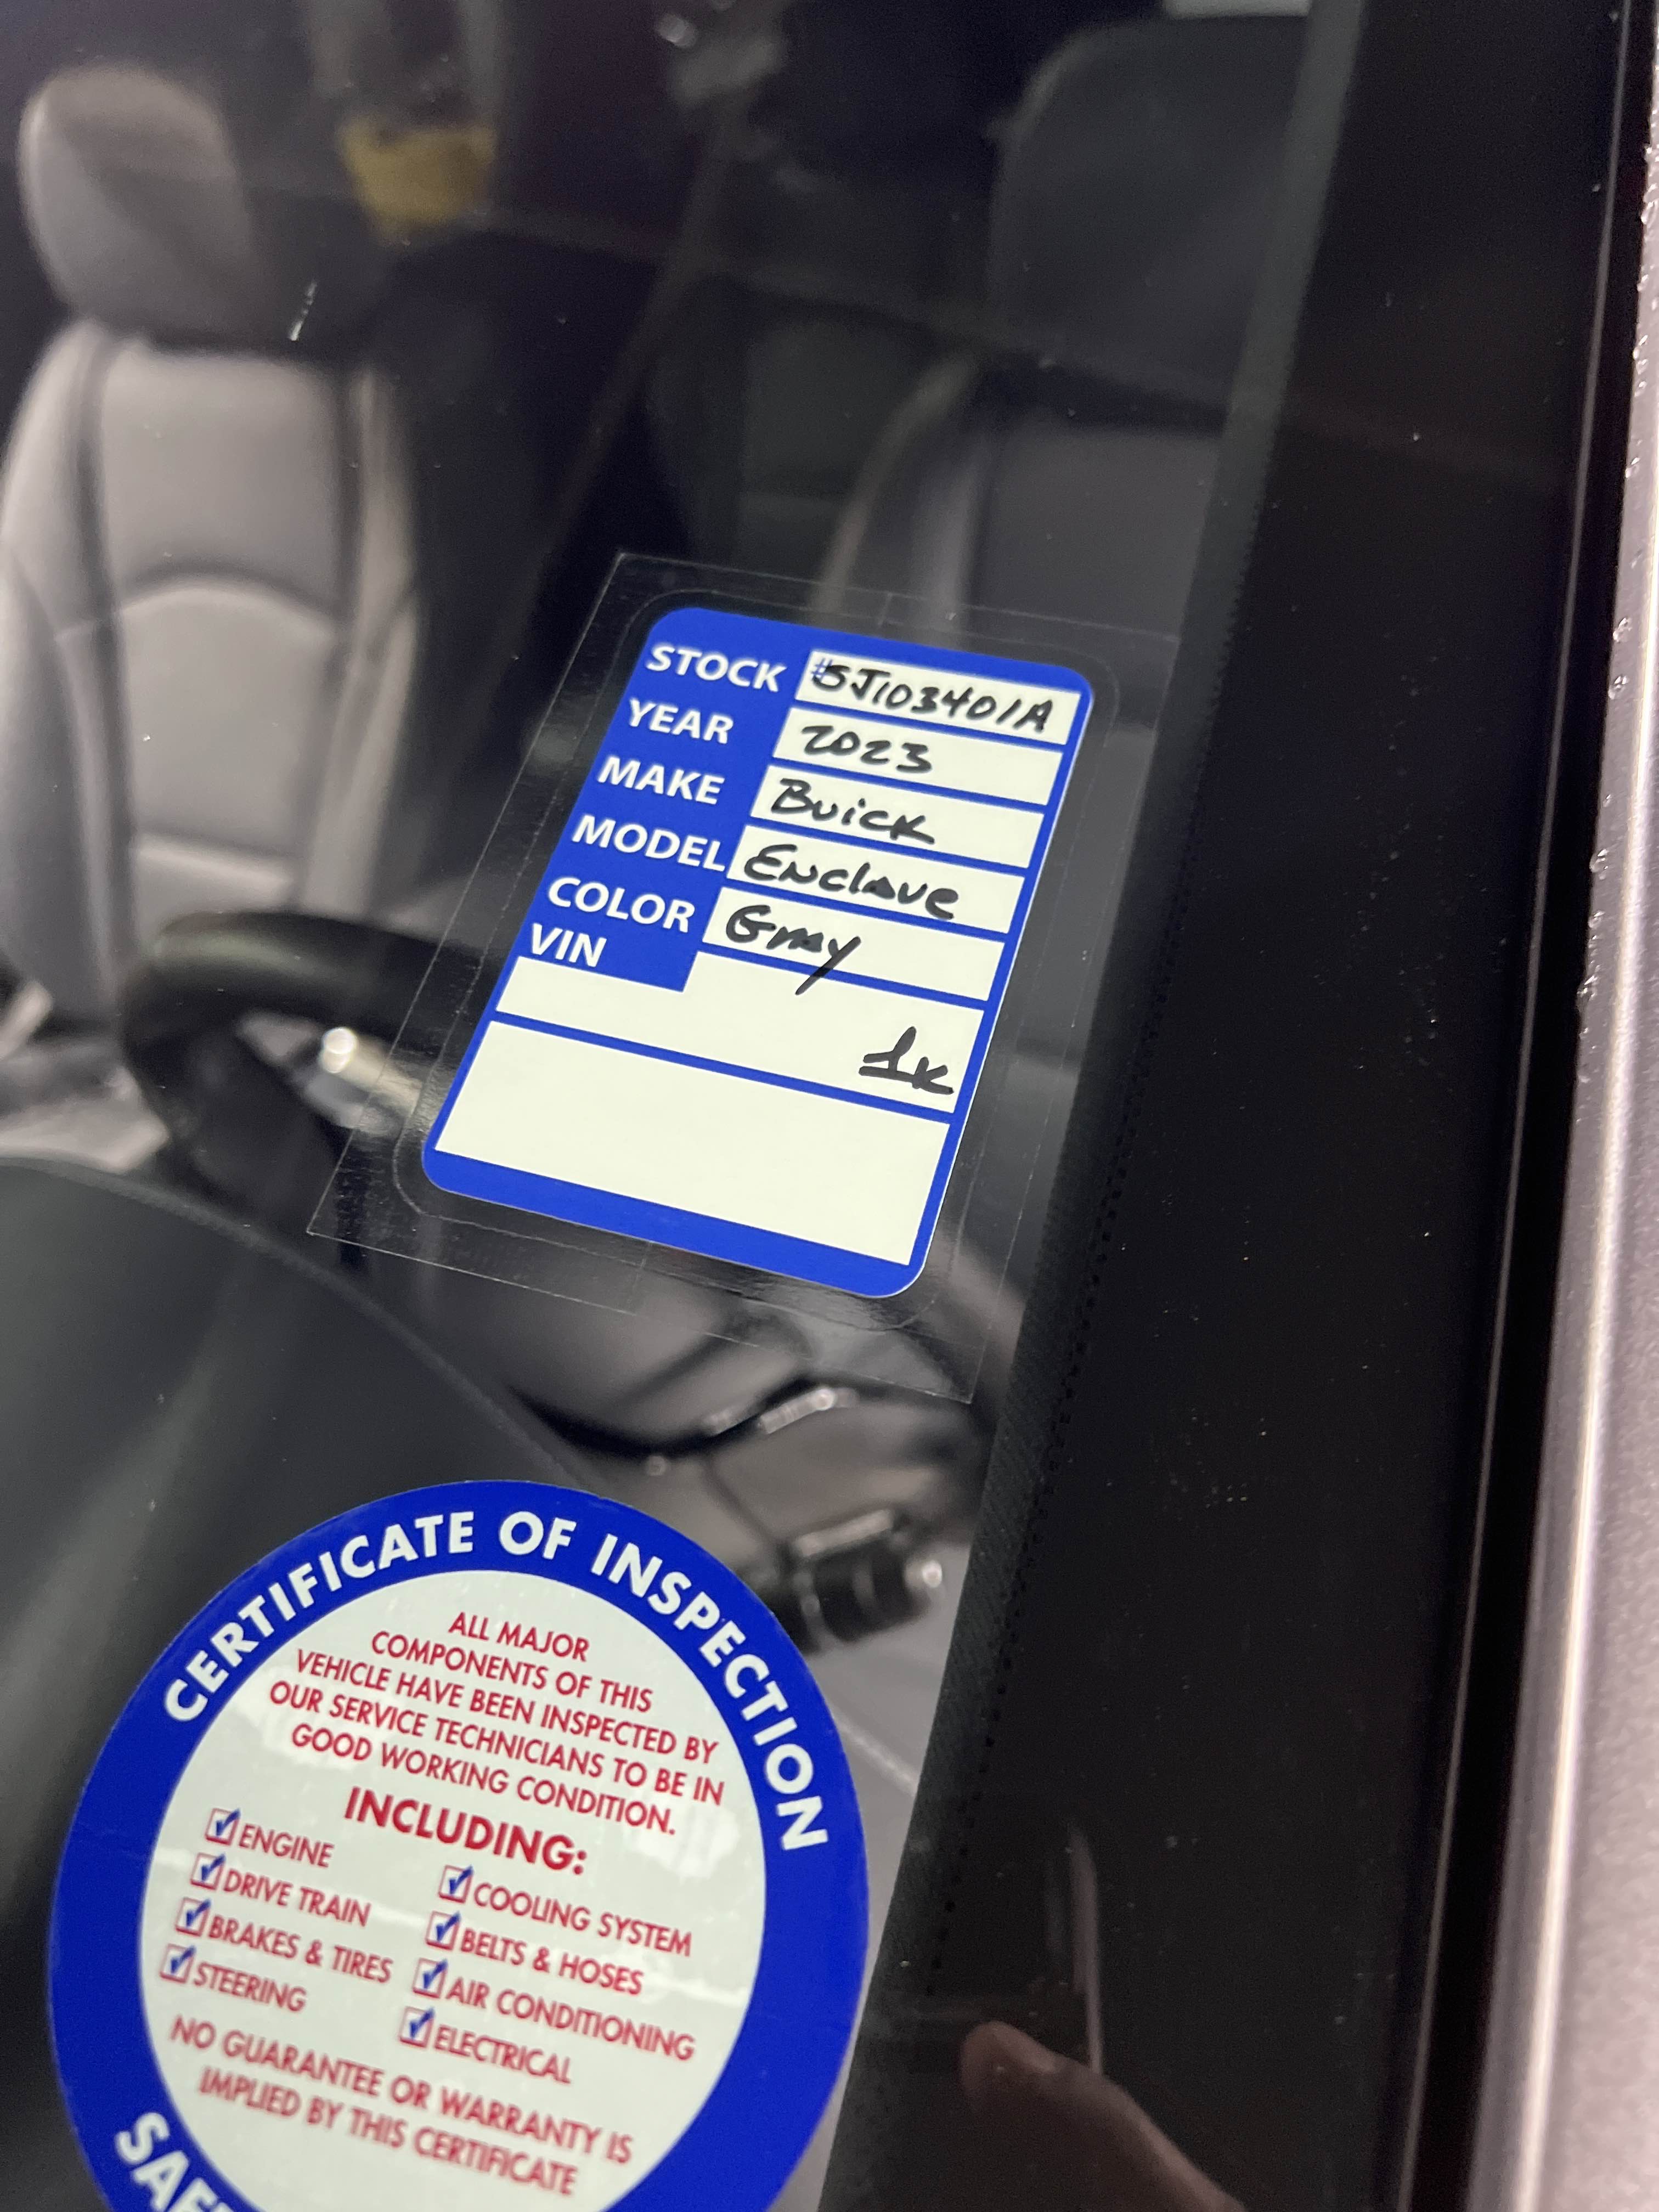 STOCK #5J103401A
YEAR 2023
MAKE Buick
MODEL Enclave
COLOR Gray
VIN
1K
CERTIFICATE OF INSPECTION
ALL MAJOR
COMPONENTS OF THIS
VEHICLE HAVE BEEN INSPECTED BY
OUR SERVICE TECHNICIANS TO BE IN
GOOD WORKING CONDITION.
INCLUDING:
ENGINE
DRIVE TRAIN
BRAKES & TIRES
STEERING
COOLING SYSTEM
BELTS & HOSES
AIR CONDITIONING
ELECTRICAL
NO GUARANTEE OR WARRANTY IS
IMPLIED BY THIS CERTIFICATE